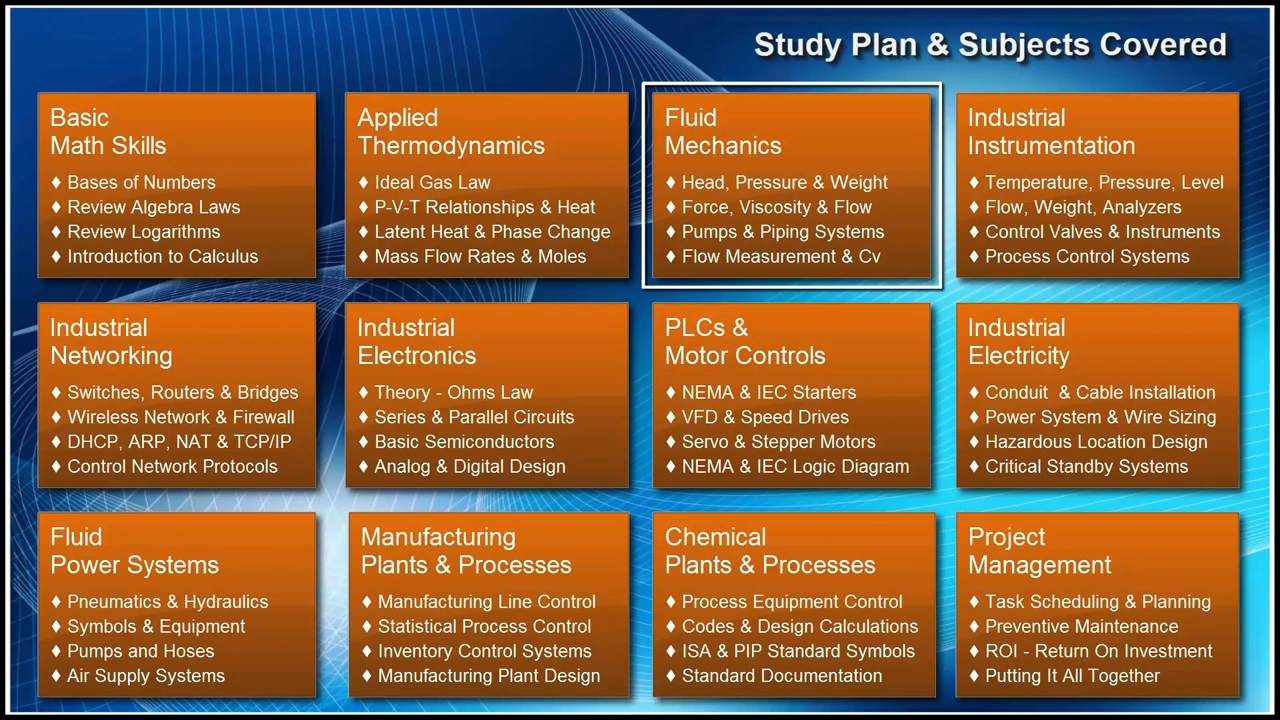 Study Plan & Subjects Covered
Basic
Math Skills
♦ Bases of Numbers
♦ Review Algebra Laws
♦ Review Logarithms
♦ Introduction to Calculus
Applied
Thermodynamics
♦ Ideal Gas Law
♦ P-V-T Relationships & Heat
♦ Latent Heat & Phase Change
♦ Mass Flow Rates & Moles
Fluid
Mechanics
♦ Head, Pressure & Weight
♦ Force, Viscosity & Flow
♦ Pumps & Piping Systems
♦ Flow Measurement & Cv
Industrial
Instrumentation
♦ Temperature, Pressure, Level
♦ Flow, Weight, Analyzers
♦ Control Valves & Instruments
♦ Process Control Systems
Industrial
Networking
♦ Switches, Routers & Bridges
♦ Wireless Network & Firewall
♦ DHCP, ARP, NAT & TCP/IP
♦ Control Network Protocols
Industrial
Electronics
♦ Theory - Ohms Law
♦ Series & Parallel Circuits
♦ Basic Semiconductors
♦ Analog & Digital Design
PLCs &
Motor Controls
♦ NEMA & IEC Starters
♦ VFD & Speed Drives
♦ Servo & Stepper Motors
♦ NEMA & IEC Logic Diagram
Industrial
Electricity
♦ Conduit & Cable Installation
♦ Power System & Wire Sizing
♦ Hazardous Location Design
♦ Critical Standby Systems
Fluid
Power Systems
♦ Pneumatics & Hydraulics
♦ Symbols & Equipment
♦ Pumps and Hoses
♦ Air Supply Systems
Manufacturing
Plants & Processes
♦ Manufacturing Line Control
♦ Statistical Process Control
♦ Inventory Control Systems
♦ Manufacturing Plant Design
Chemical
Plants & Processes
♦ Process Equipment Control
♦ Codes & Design Calculations
♦ ISA & PIP Standard Symbols
♦ Standard Documentation
Project
Management
♦ Task Scheduling & Planning
♦ Preventive Maintenance
♦ ROI - Return On Investment
♦ Putting It All Together